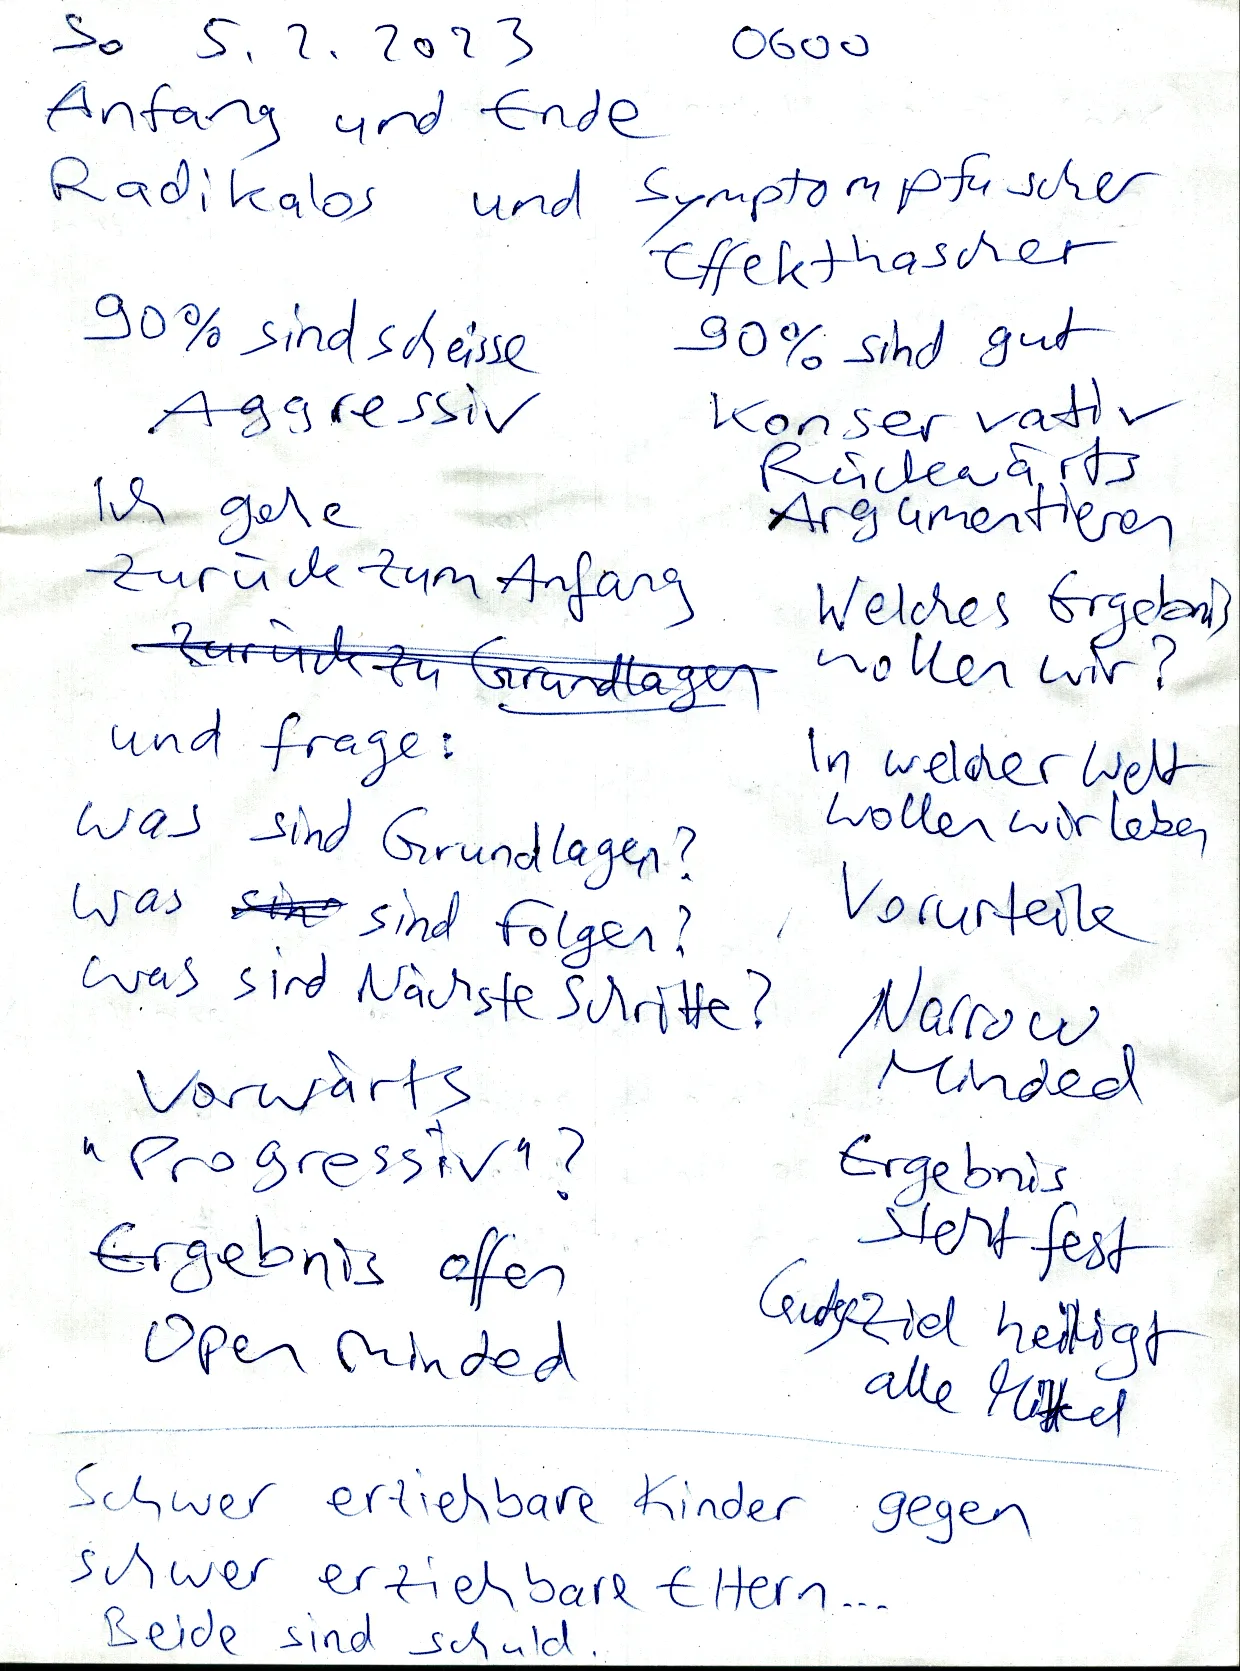 So 5.2.2023 0600
Anfang und Ende
Radikalos und Symptompfuscher
Effekthascher
90% sind scheisse
Aggressiv
Ich gehe
zurück zum Anfang
zurück zu Grundlagen
und frage:
Was sind Grundlagen?
Was sind sind Folgen?
Was sind Nächste Schritte?
Vorwärts
"Progressiv"?
Ergebnis offen
Open Minded
90% sind gut
Konservativ
Rückwärts
Argumentieren
Welches Ergebnis
wollen wir?
In welcher Welt
wollen wir leben
Vorurteile
Narrow
Minded
Ergebnis
steht fest
Ziel heiligt
alle Mittel
Schwer erziehbare Kinder gegen
schwer erziehbare Eltern...
Beide sind schuld.